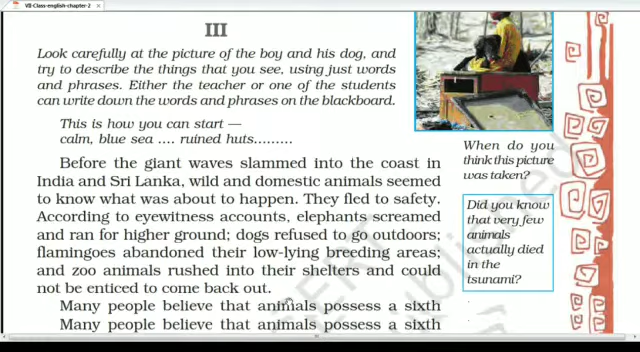 VII-Class-english-chapter-2
III
Look carefully at the picture of the boy and his dog, and
try to describe the things that you see, using just words
and phrases. Either the teacher or one of the students
can write down the words and phrases on the blackboard.
This is how you can start —
calm, blue sea .... ruined huts.........
Before the giant waves slammed into the coast in
India and Sri Lanka, wild and domestic animals seemed
to know what was about to happen. They fled to safety.
According to eyewitness accounts, elephants screamed
and ran for higher ground; dogs refused to go outdoors;
flamingoes abandoned their low-lying breeding areas;
and zoo animals rushed into their shelters and could
not be enticed to come back out.
Many people believe that animals possess a sixth
Many people believe that animals possess a sixth
When do you
think this picture
was taken?
Did you know
that very few
animals
actually died
in the
tsunami?